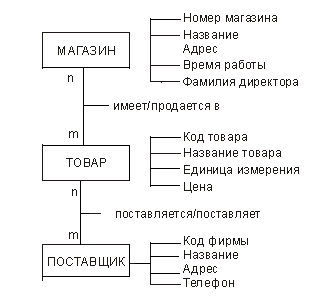 Номер магазина
МАГАЗИН
Название
Адрес
Время работы
Фамилия директора
n
имеет/продается в
m
Код товара
ТОВАР
Название товара
Единица измерения
Цена
n
поставляется/поставляет
m
Код фирмы
ПОСТАВЩИК
Название
Адрес
Телефон